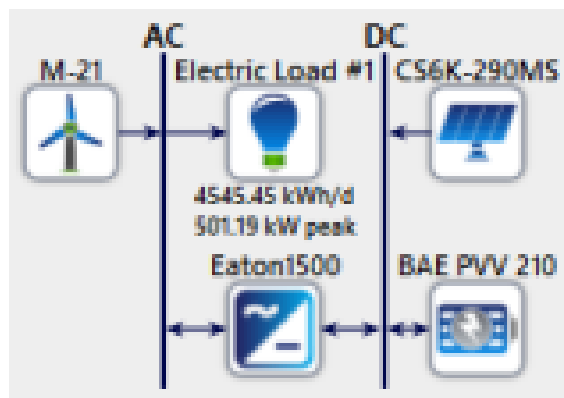 AC DC
M-21 Electric Load #1 CS6K-290MS
4545.45 kWh/d
501.19 kW peak
Eaton1500 BAE PVV 210